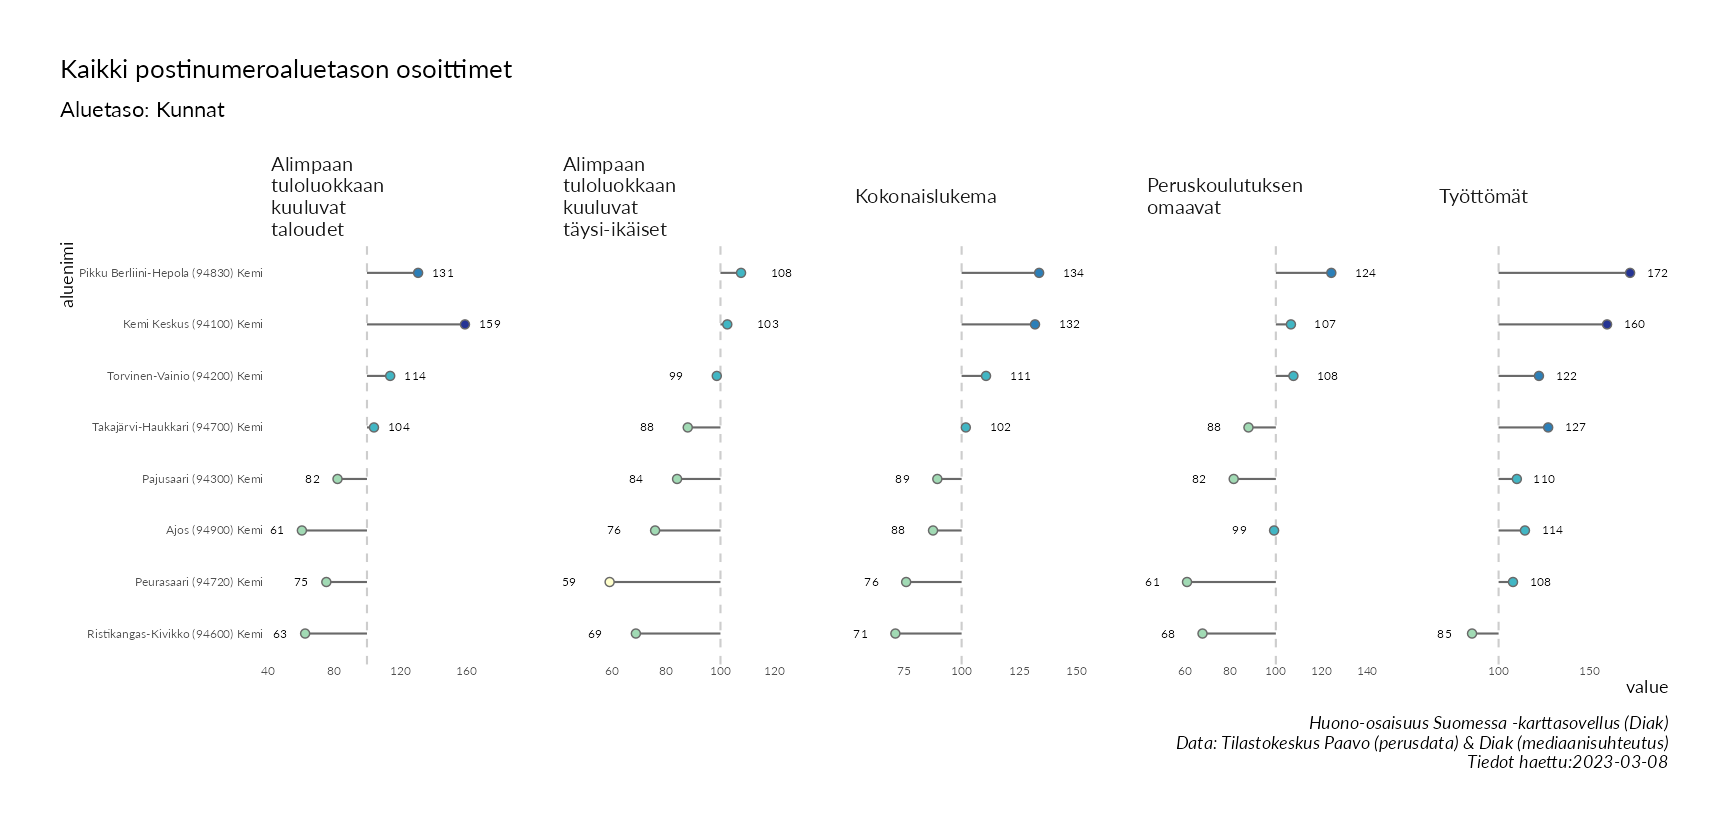 Kaikki postinumeroaluetason osoittimet
Aluetaso: Kunnat
Alimpaan
tuloluokkaan
kuuluvat
taloudet
Alimpaan
tuloluokkaan
kuuluvat
täysi-ikäiset
Kokonaislukema
Peruskoulutuksen
omaavat
Työttömät
aluenimi
Pikku Berliini-Hepola (94830) Kemi 131 108 134 124 172
Kemi Keskus (94100) Kemi 159 103 132 107 160
Torvinen-Vainio (94200) Kemi 114 99 111 108 122
Takajärvi-Haukkari (94700) Kemi 104 88 102 88 127
Pajusaari (94300) Kemi 82 84 89 82 110
Ajos (94900) Kemi 61 76 88 99 114
Peurasaari (94720) Kemi 75 59 76 61 108
Ristikangas-Kivikko (94600) Kemi 63 69 71 68 85
40 80 120 160 60 80 100 120 75 100 125 150 60 80 100 120 140 100 150
value
Huono-osaisuus Suomessa -karttasovellus (Diak)
Data: Tilastokeskus Paavo (perusdata) & Diak (mediaanisuhteutus)
Tiedot haettu:2023-03-08